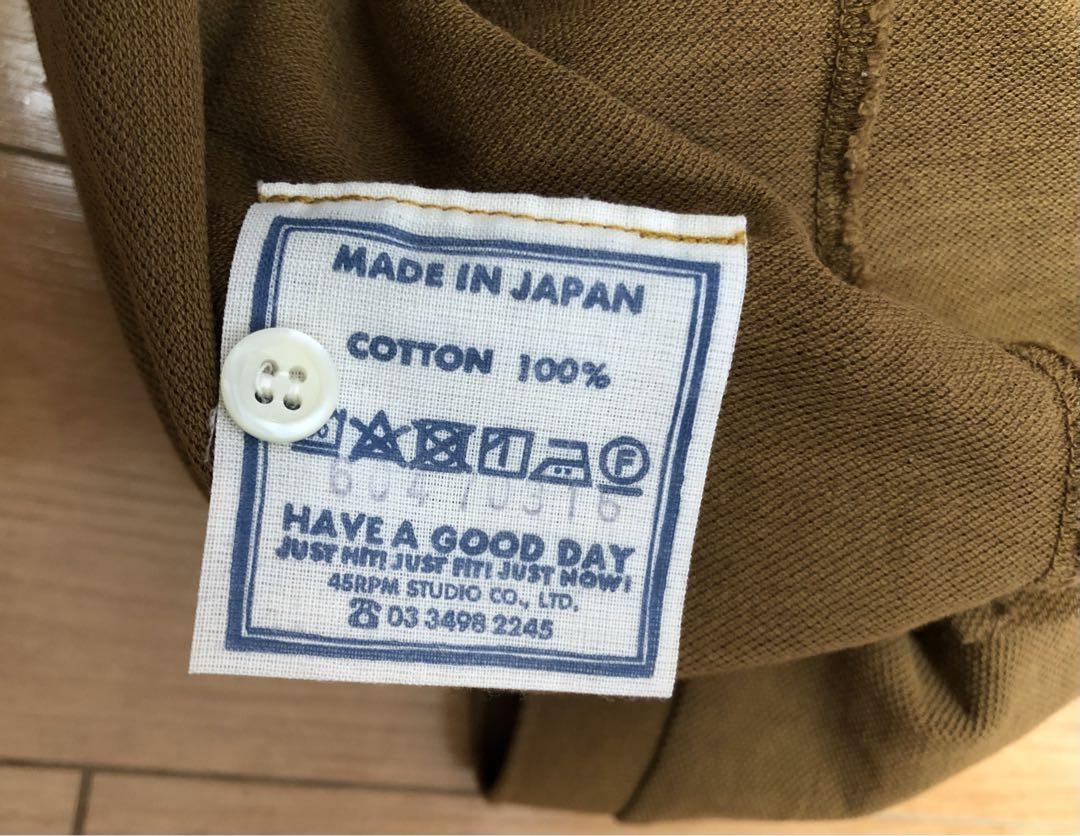 MADE IN JAPAN
COTTON 100%
F
HAVE A GOOD DAY
JUST HIT! JUST FIT! JUST NOW!
45RPM STUDIO CO., LTD.
☎ 03 3498 2245